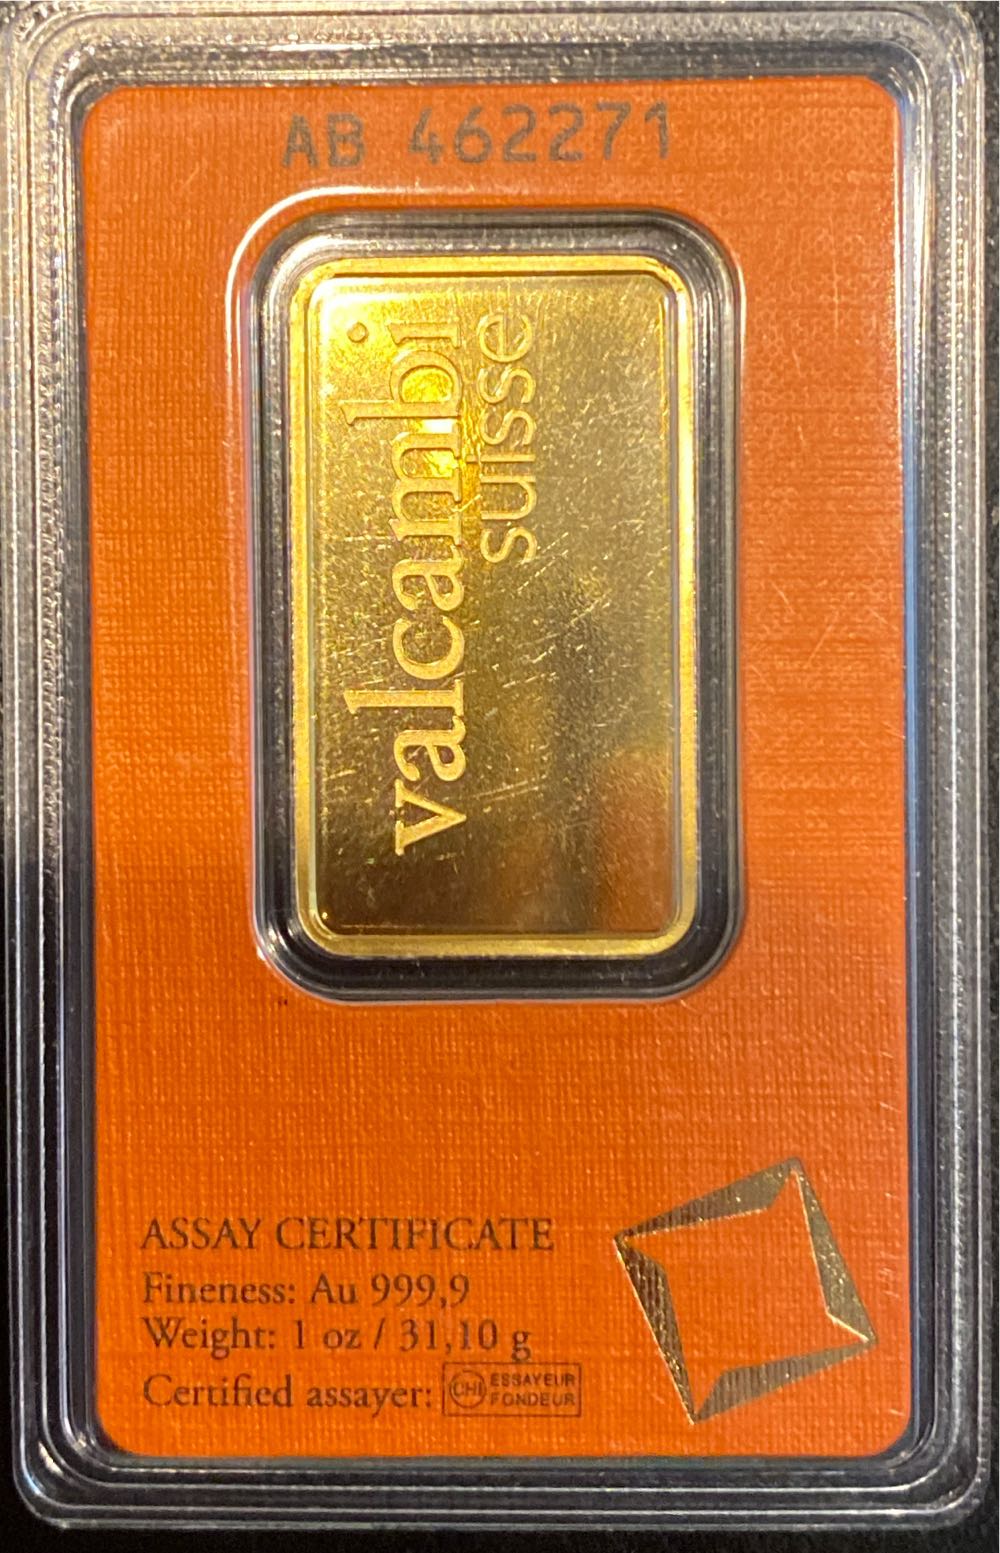 AB 462271
valcambi
suisse
ASSAY CERTIFICATE
Fineness: Au 999,9
Weight: 1 oz / 31,10 g
Certified assayer: CHI ESSAYEUR
FONDEUR